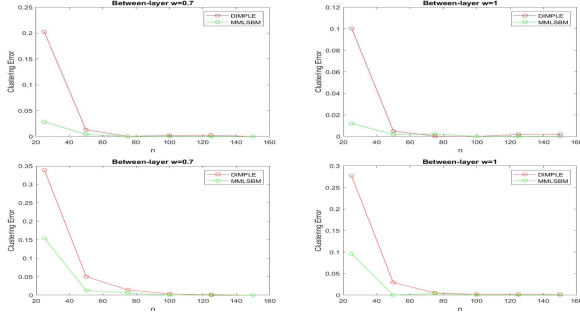 Between-layer w=0.7
0.25
0.2
0.15
0.1
0.05
0
Clustering Error
20 40 60 80 100 120 140 160
n
DIMPLE
MMLSBM
Between-layer w=1
0.12
0.1
0.08
0.06
0.04
0.02
0
Clustering Error
20 40 60 80 100 120 140 160
n
DIMPLE
MMLSBM
Between-layer w=0.7
0.35
0.3
0.25
0.2
0.15
0.1
0.05
0
Clustering Error
20 40 60 80 100 120 140 160
n
DIMPLE
MMLSBM
Between-layer w=1
0.3
0.25
0.2
0.15
0.1
0.05
0
Clustering Error
20 40 60 80 100 120 140 160
n
DIMPLE
MMLSBM